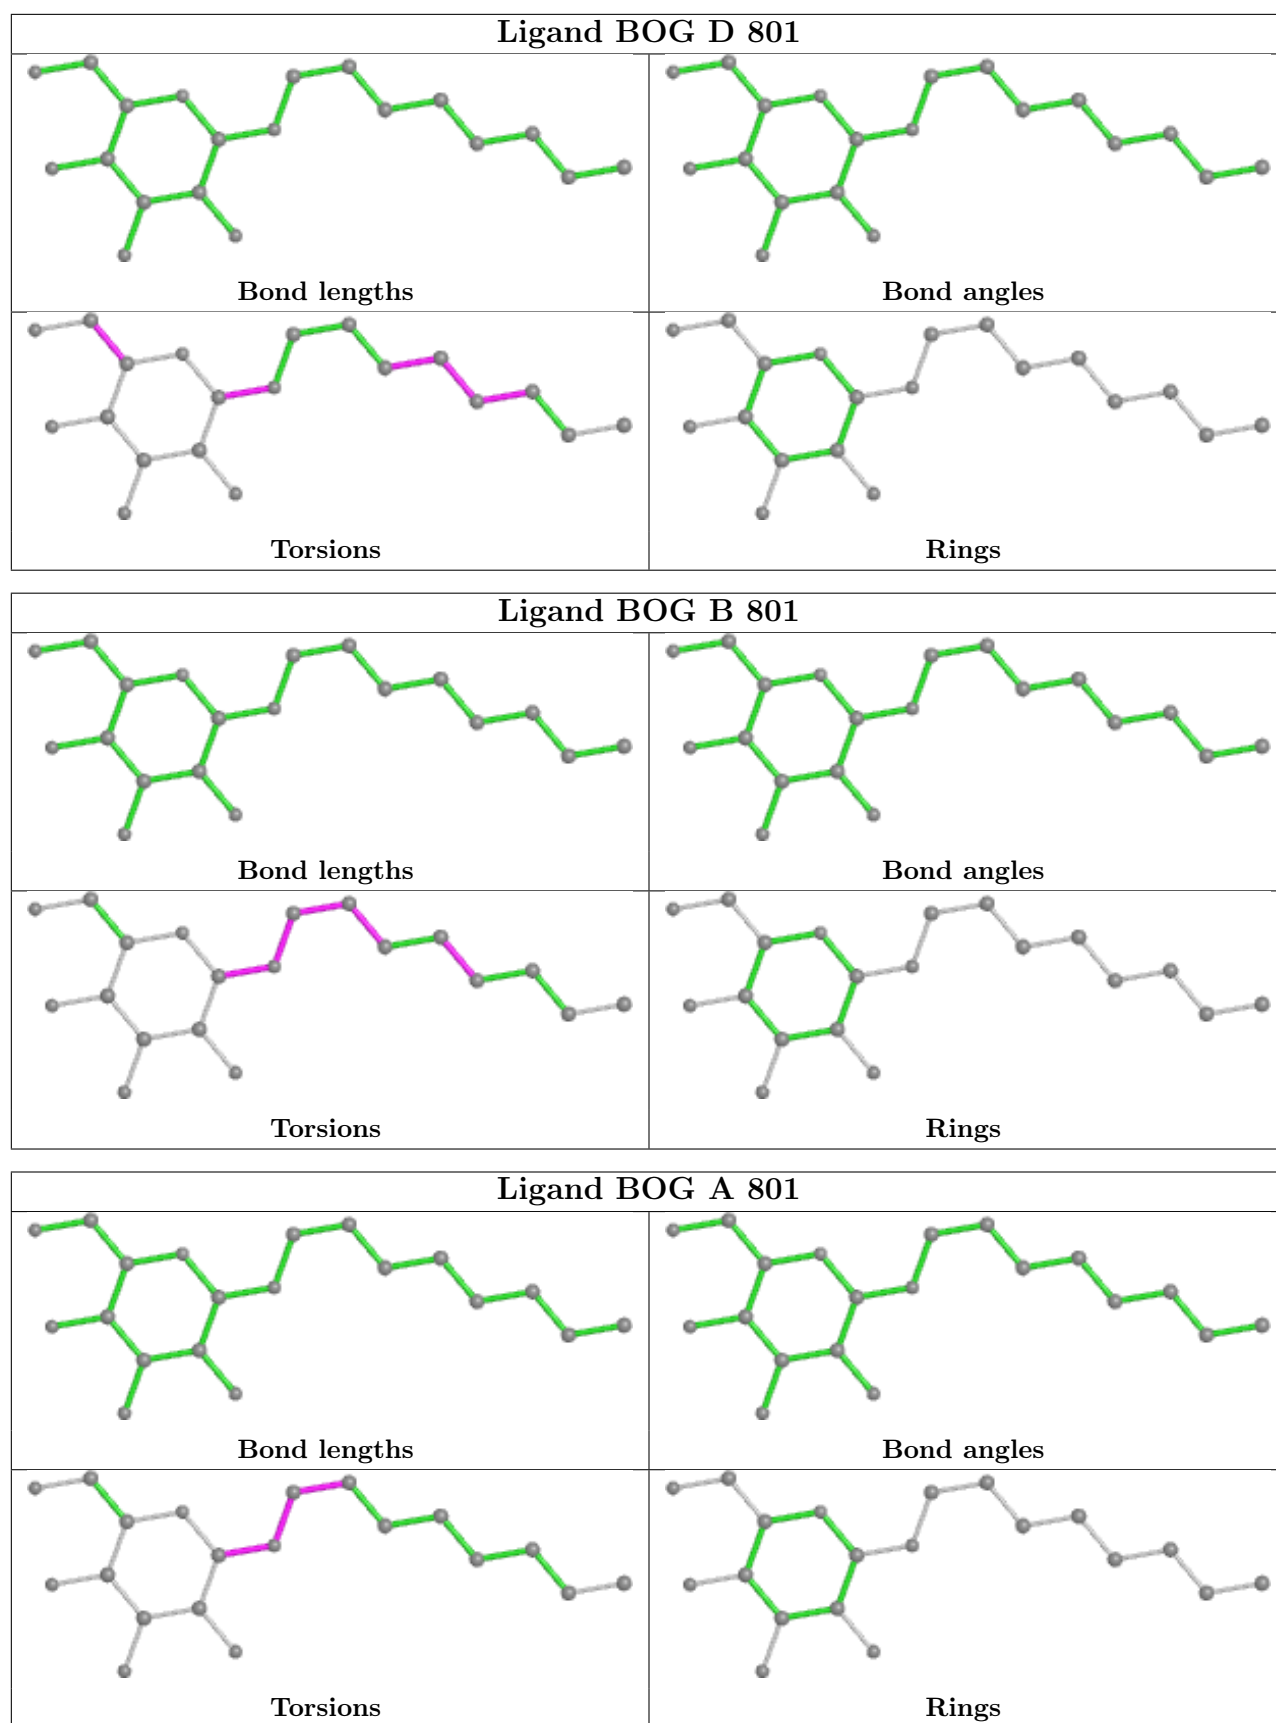 Ligand BOG D 801
Bond lengths
Bond angles
Torsions
Rings
Ligand BOG B 801
Bond lengths
Bond angles
Torsions
Rings
Ligand BOG A 801
Bond lengths
Bond angles
Torsions
Rings